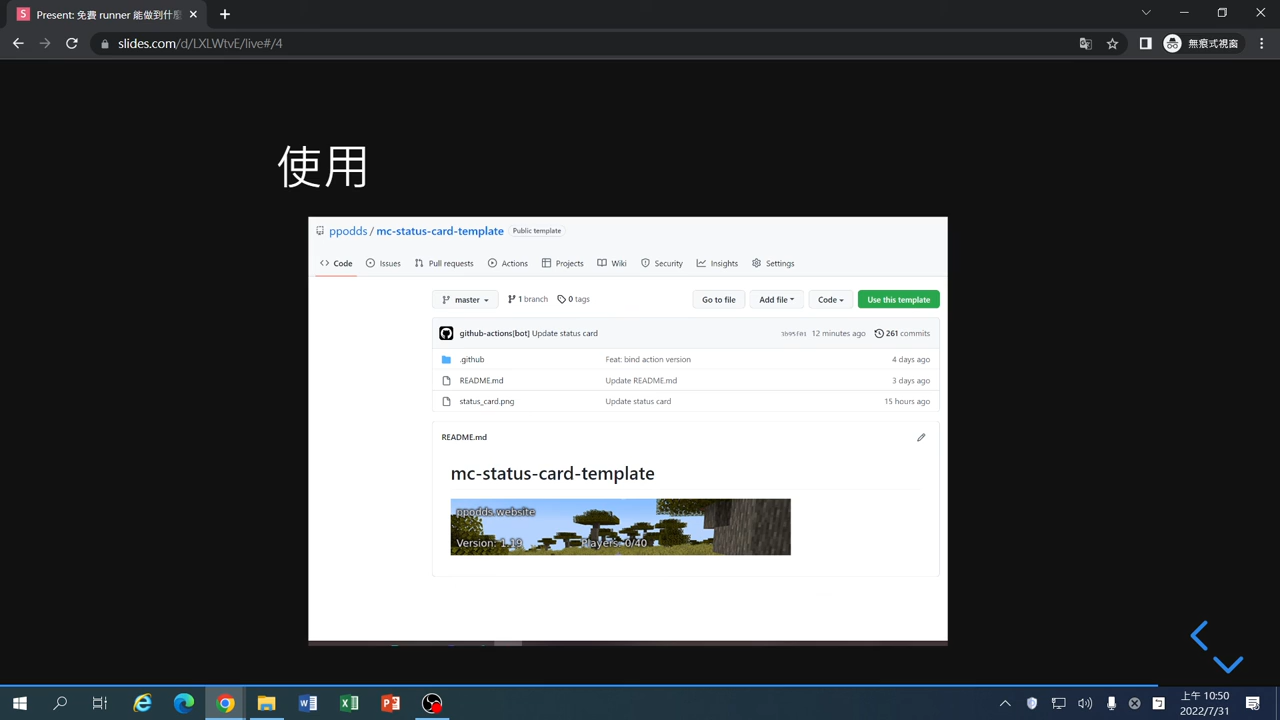 Present: 免費 runner 能做到什
slides.com/d/LXLWtvE/live#/4
無痕式視窗
使用
ppodds / mc-status-card-template Public template
Code Issues Pull requests Actions Projects Wiki Security Insights Settings
master 1 branch 0 tags Go to file Add file Code Use this template
github-actions[bot] Update status card 12 minutes ago 261 commits
.github Feat: bind action version 4 days ago
README.md Update README.md 3 days ago
status_card.png Update status card 15 hours ago
README.md
mc-status-card-template
ppodds.website
Version: 1.19 Players: 0/40
上午 10:50
2022/7/31